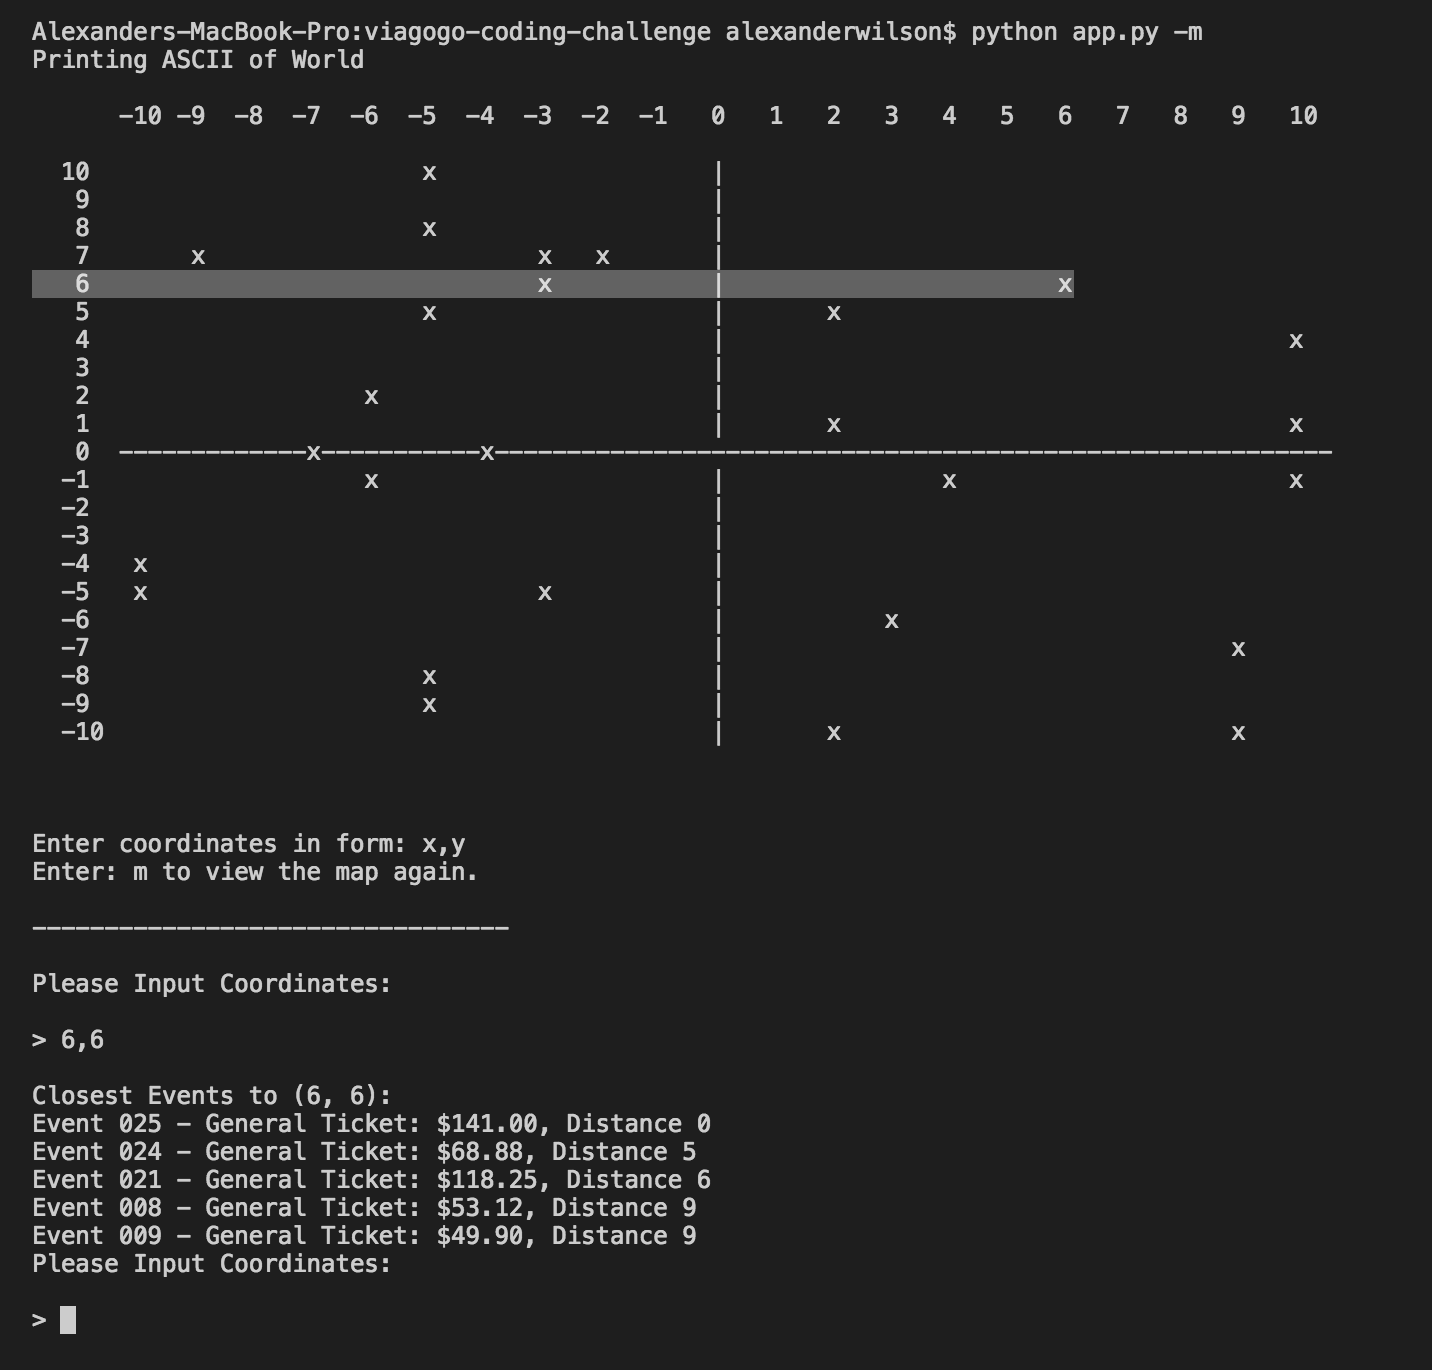 Alexanders-MacBook-Pro:viagogo-coding-challenge alexanderwilson$ python app.py -m
Printing ASCII of World
      -10 -9  -8  -7  -6  -5  -4  -3  -2  -1   0   1   2   3   4   5   6   7   8   9   10
  10                       x                   |
   9                                           |
   8                       x                   |
   7       x                       x   x       |
   6                               x           |                       x
   5                       x                   |       x
   4                                           |                                       x
   3                                           |
   2                   x                       |
   1                                           |       x                               x
   0  -------------x-----------x----------------------------------------------------------
  -1                   x                       |               x                       x
  -2                                           |
  -3                                           |
  -4   x                                       |
  -5   x                           x           |
  -6                                           |           x
  -7                                           |                                   x
  -8                       x                   |
  -9                       x                   |
  -10                                          |       x                           x
Enter coordinates in form: x,y
Enter: m to view the map again.
---------------------------------
Please Input Coordinates:
> 6,6
Closest Events to (6, 6):
Event 025 - General Ticket: $141.00, Distance 0
Event 024 - General Ticket: $68.88, Distance 5
Event 021 - General Ticket: $118.25, Distance 6
Event 008 - General Ticket: $53.12, Distance 9
Event 009 - General Ticket: $49.90, Distance 9
Please Input Coordinates:
>